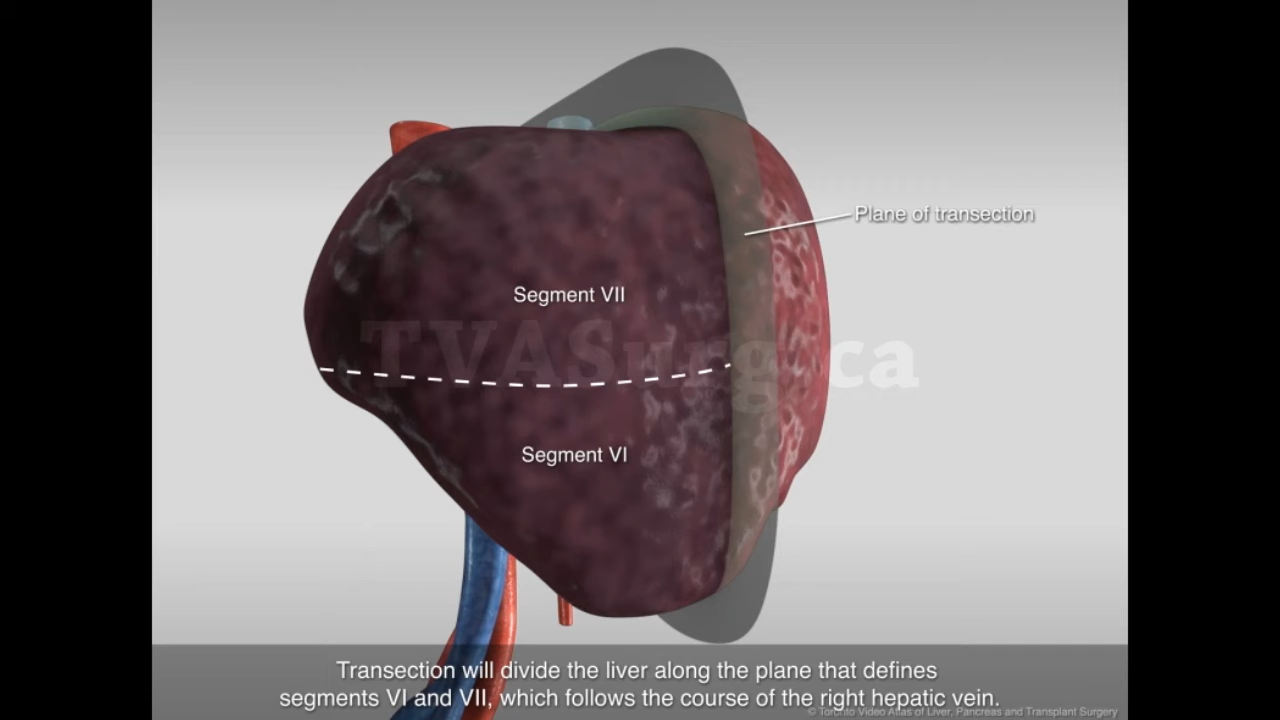 Plane of transection
Segment VII
TVASurg.ca
Segment VI
Transection will divide the liver along the plane that defines
segments VI and VII, which follows the course of the right hepatic vein.
© Toronto Video Atlas of Liver, Pancreas and Transplant Surgery